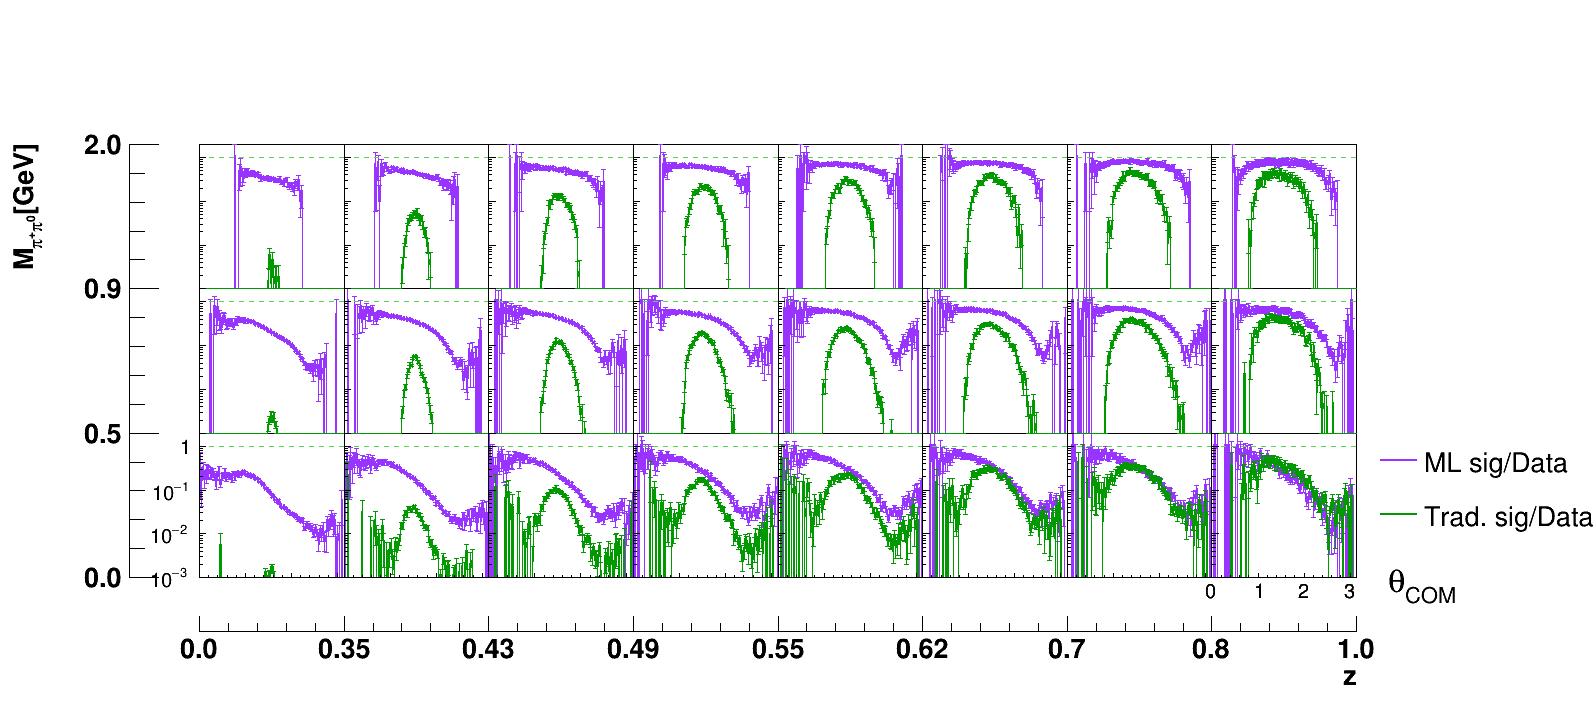 M_{π⁺π⁰}[GeV]
2.0
0.9
0.5
0.0
1
10⁻¹
10⁻²
10⁻³
ML sig/Data
Trad. sig/Data
0 1 2 3
θ_COM
0.0 0.35 0.43 0.49 0.55 0.62 0.7 0.8 1.0
z